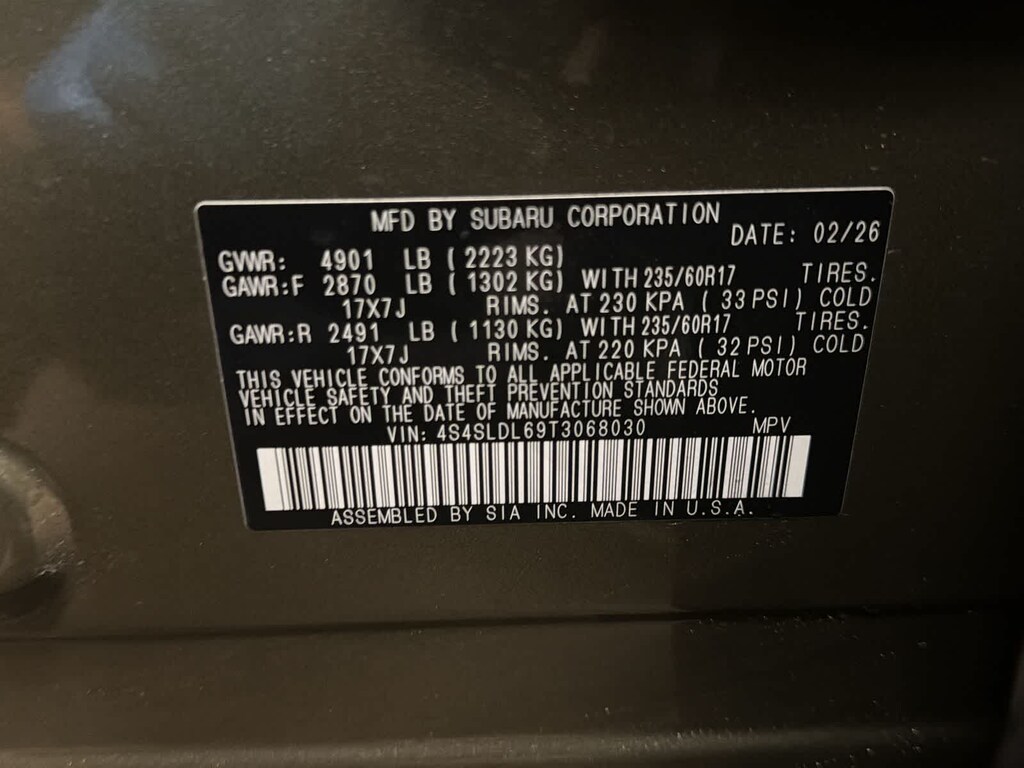 MFD BY SUBARU CORPORATION
DATE: 02/26
GVWR: 4901 LB ( 2223 KG)
GAWR:F 2870 LB ( 1302 KG) WITH 235/60R17 TIRES.
17X7J RIMS. AT 230 KPA ( 33 PSI) COLD
GAWR:R 2491 LB ( 1130 KG) WITH 235/60R17 TIRES.
17X7J RIMS. AT 220 KPA ( 32 PSI) COLD
THIS VEHICLE CONFORMS TO ALL APPLICABLE FEDERAL MOTOR
VEHICLE SAFETY AND THEFT PREVENTION STANDARDS
IN EFFECT ON THE DATE OF MANUFACTURE SHOWN ABOVE.
VIN: 4S4SLDL69T3068030 MPV
ASSEMBLED BY SIA INC. MADE IN U.S.A.